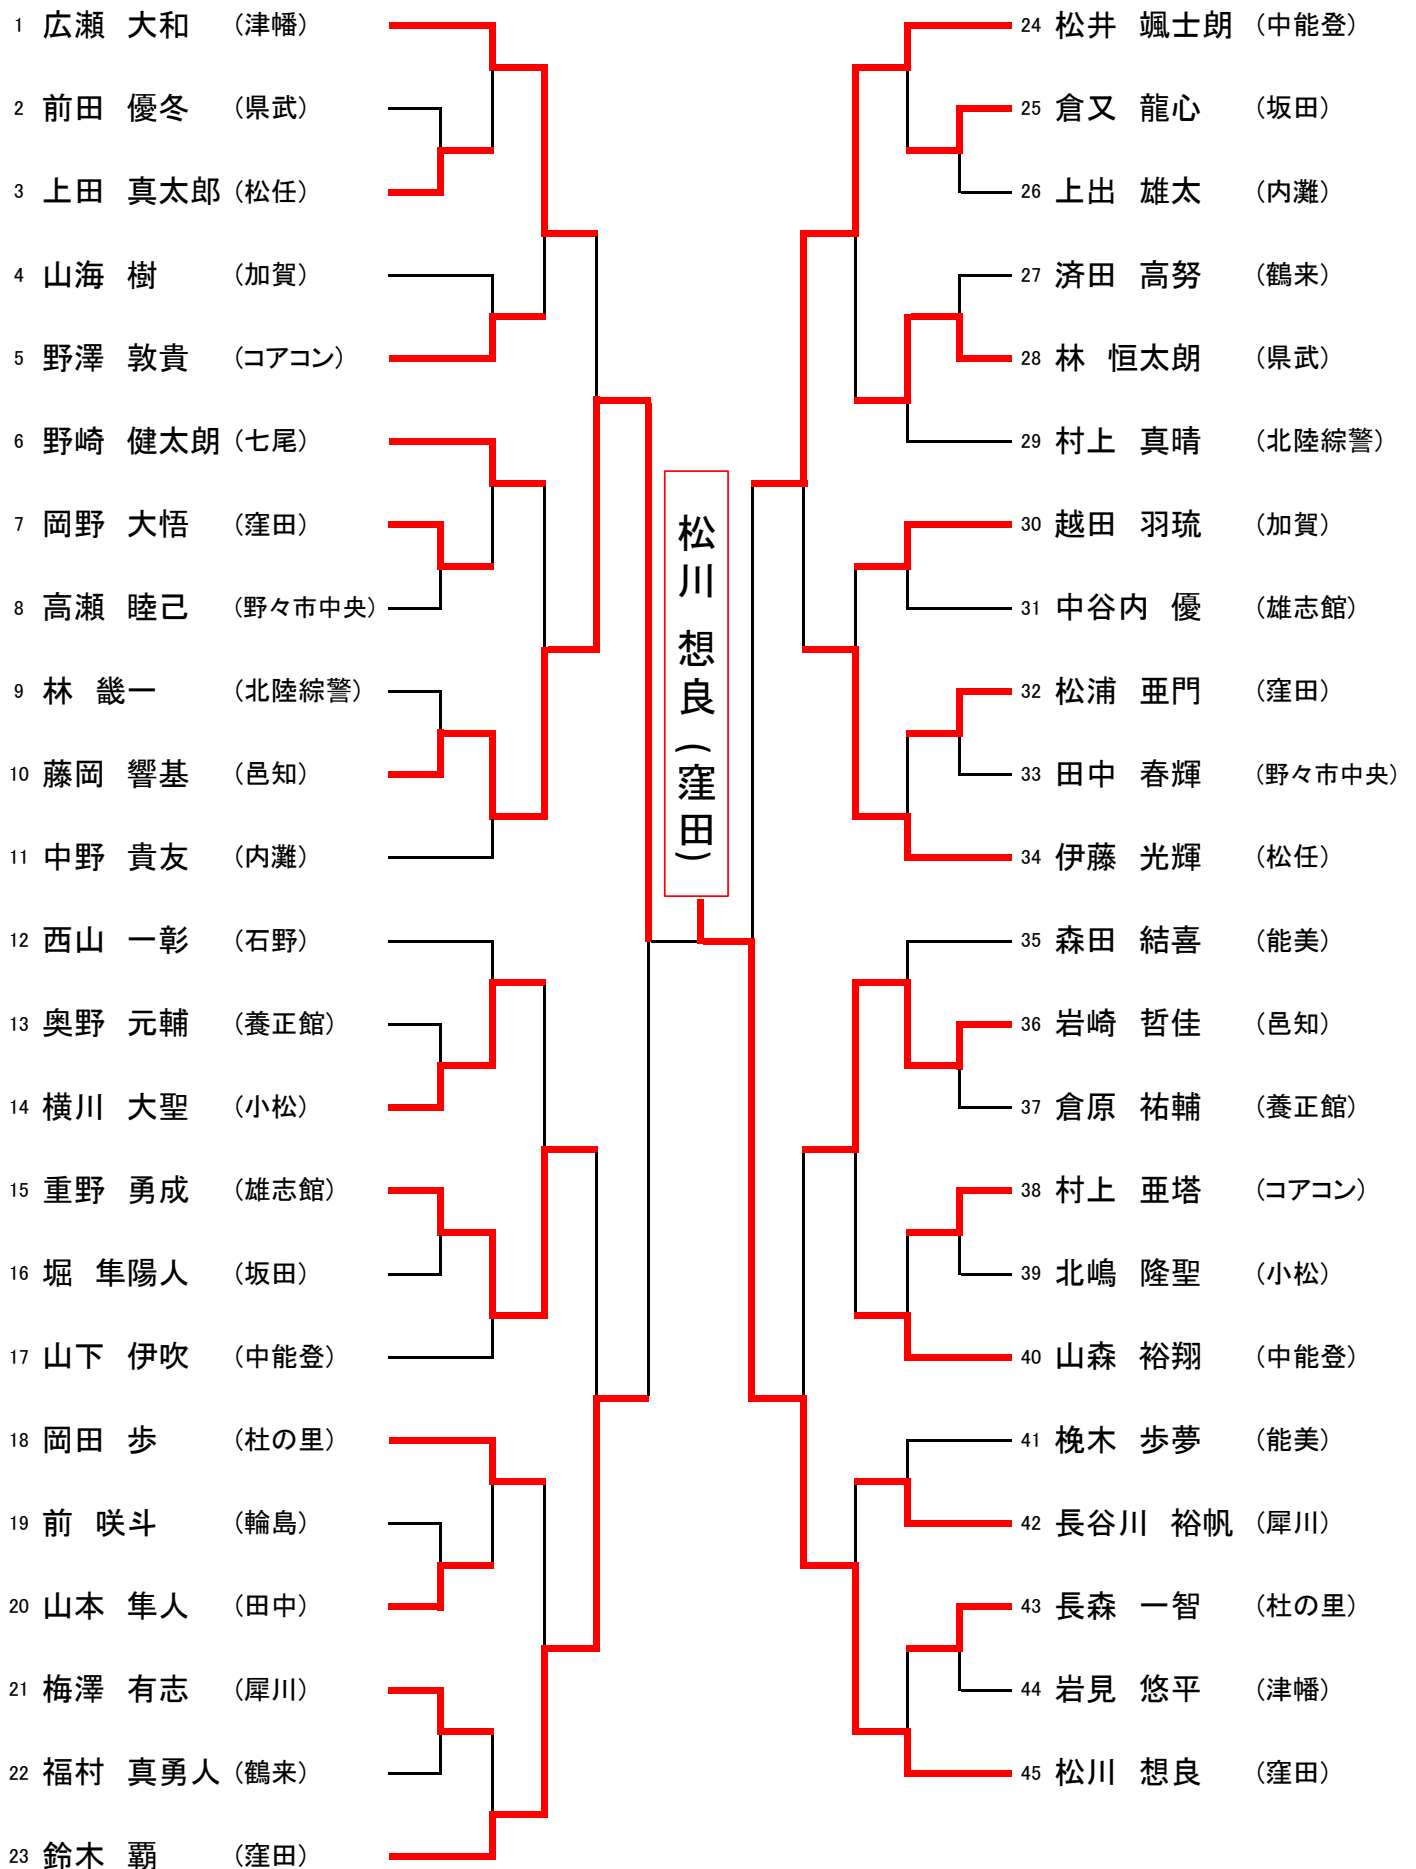 1 広瀬 大和 (津幡)
2 前田 優冬 (県武)
3 上田 真太郎 (松任)
4 山海 樹 (加賀)
5 野澤 敦貴 (コアコン)
6 野崎 健太朗 (七尾)
7 岡野 大悟 (窪田)
8 高瀬 睦己 (野々市中央)
9 林 畿一 (北陸綜警)
10 藤岡 響基 (邑知)
11 中野 貴友 (内灘)
12 西山 一彰 (石野)
13 奥野 元輔 (養正館)
14 横川 大聖 (小松)
15 重野 勇成 (雄志館)
16 堀 隼陽人 (坂田)
17 山下 伊吹 (中能登)
18 岡田 歩 (杜の里)
19 前 咲斗 (輪島)
20 山本 隼人 (田中)
21 梅澤 有志 (犀川)
22 福村 真勇人 (鶴来)
23 鈴木 覇 (窪田)
松川 想良 (窪田)
24 松井 颯士朗 (中能登)
25 倉又 龍心 (坂田)
26 上出 雄太 (内灘)
27 済田 高努 (鶴来)
28 林 恒太朗 (県武)
29 村上 真晴 (北陸綜警)
30 越田 羽琉 (加賀)
31 中谷内 優 (雄志館)
32 松浦 亜門 (窪田)
33 田中 春輝 (野々市中央)
34 伊藤 光輝 (松任)
35 森田 結喜 (能美)
36 岩崎 哲佳 (邑知)
37 倉原 祐輔 (養正館)
38 村上 亜塔 (コアコン)
39 北嶋 隆聖 (小松)
40 山森 裕翔 (中能登)
41 梚木 歩夢 (能美)
42 長谷川 裕帆 (犀川)
43 長森 一智 (杜の里)
44 岩見 悠平 (津幡)
45 松川 想良 (窪田)